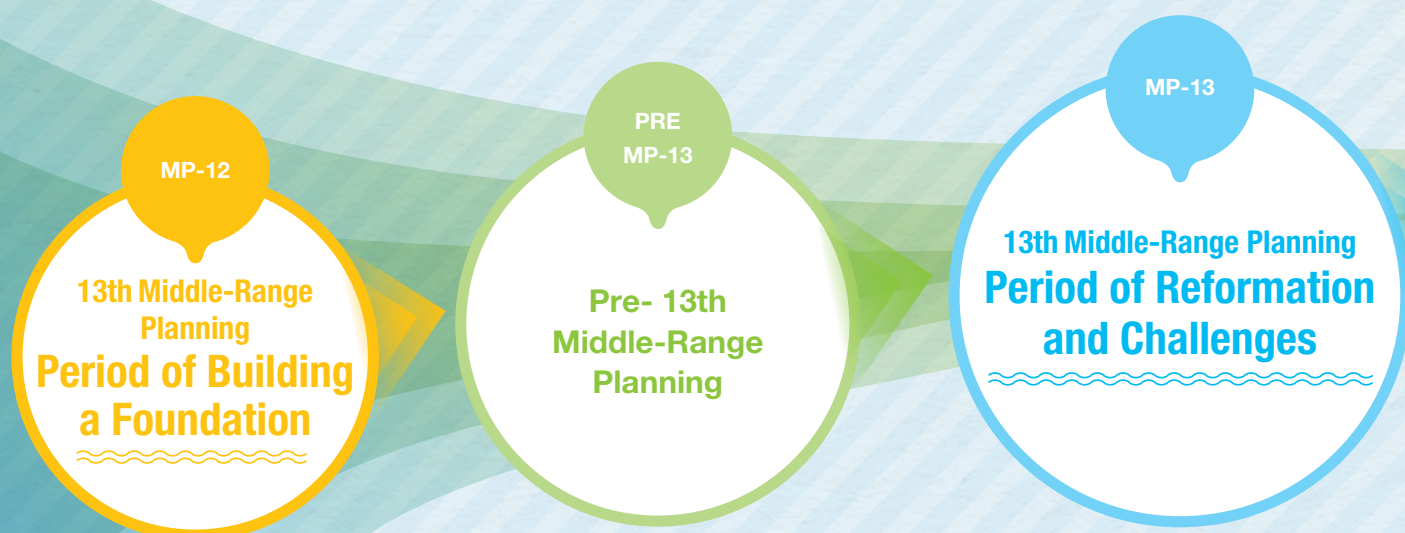 MP-12
13th Middle-Range
Planning
Period of Building
a Foundation
PRE
MP-13
Pre- 13th
Middle-Range
Planning
MP-13
13th Middle-Range Planning
Period of Reformation
and Challenges